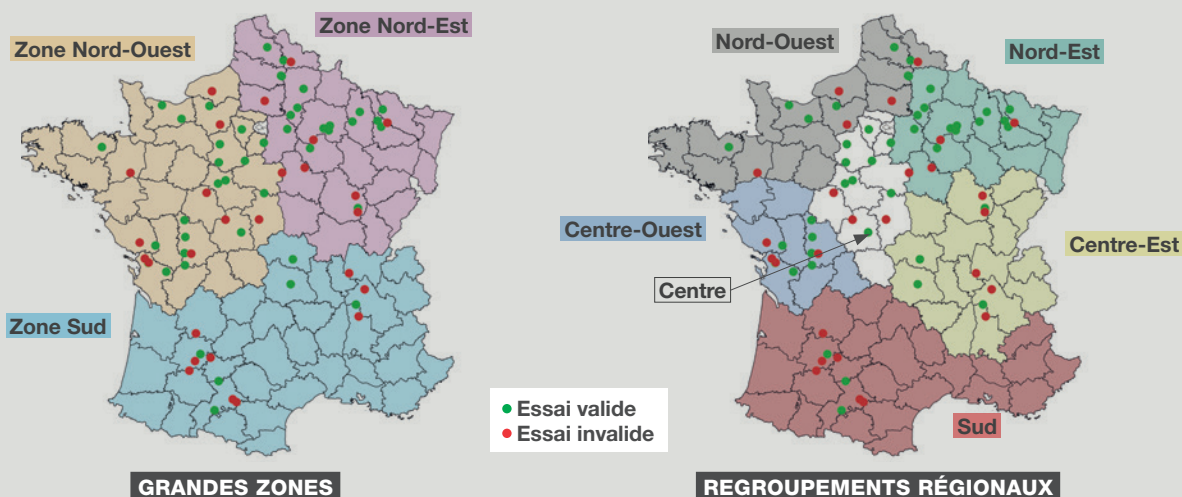 Zone Nord-Ouest
Zone Nord-Est
Zone Sud
GRANDES ZONES
Essai valide
Essai invalide
Nord-Ouest
Nord-Est
Centre-Ouest
Centre-Est
Centre
Sud
REGROUPEMENTS RÉGIONAUX